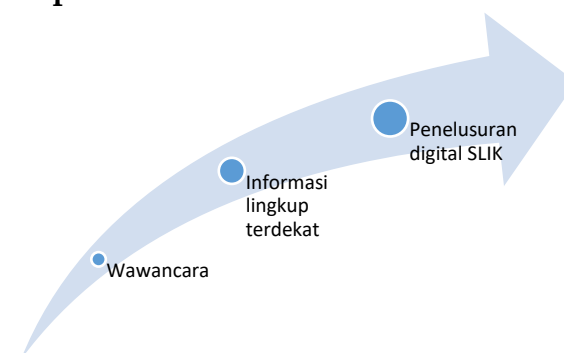 Penelusuran
digital SLIK
Informasi
lingkup
terdekat
Wawancara